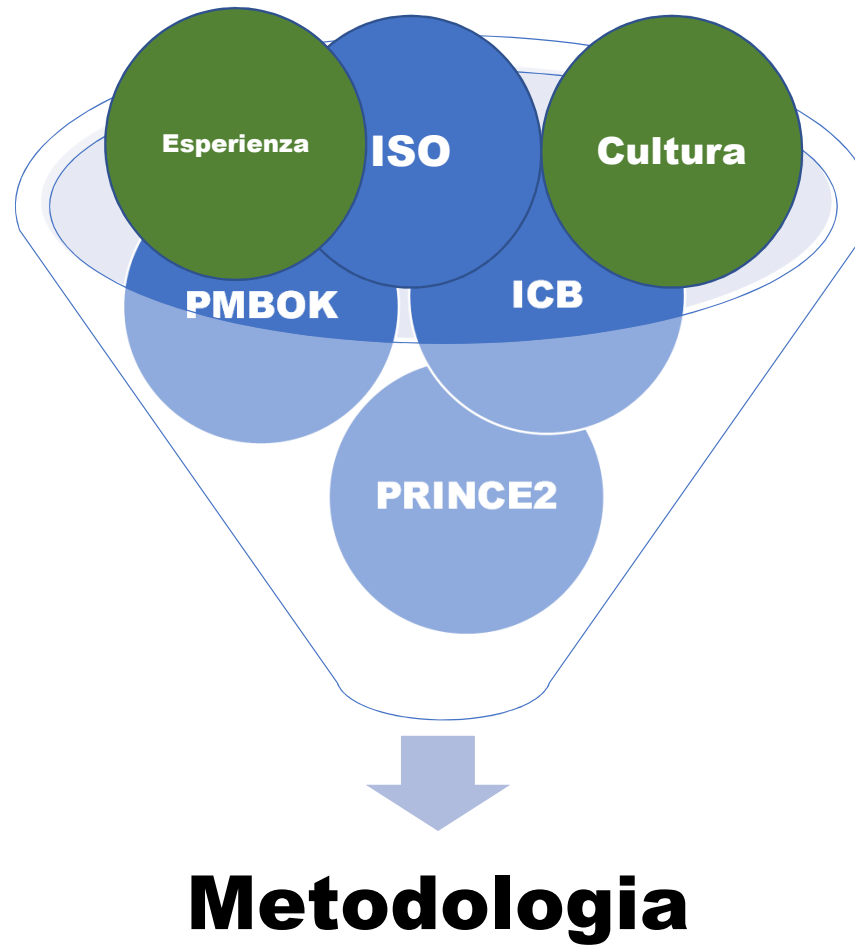 Esperienza
ISO
Cultura
PMBOK
ICB
PRINCE2
Metodologia